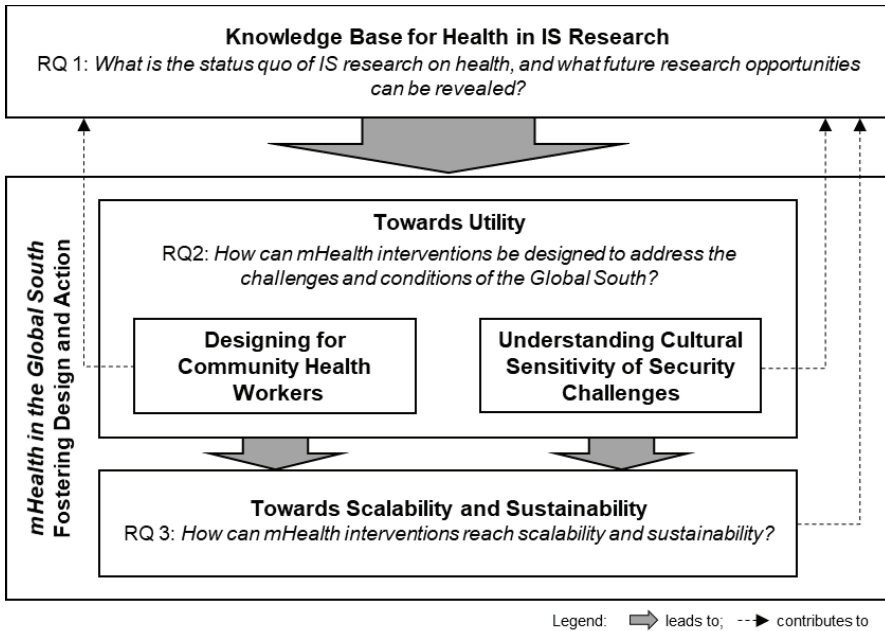 Knowledge Base for Health in IS Research
RQ 1: What is the status quo of IS research on health, and what future research opportunities
can be revealed?
mHealth in the Global South
Fostering Design and Action
Towards Utility
RQ2: How can mHealth interventions be designed to address the
challenges and conditions of the Global South?
Designing for
Community Health
Workers
Understanding Cultural
Sensitivity of Security
Challenges
Towards Scalability and Sustainability
RQ 3: How can mHealth interventions reach scalability and sustainability?
Legend: leads to; contributes to